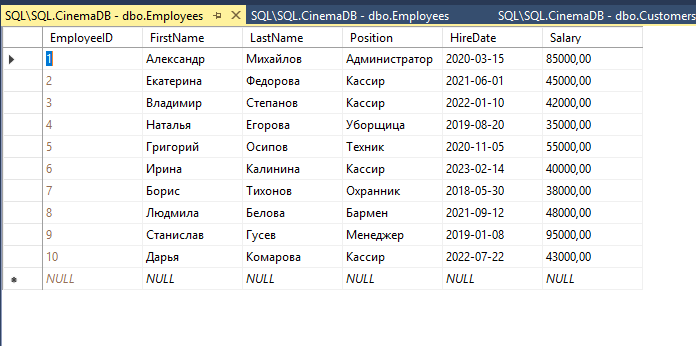 SQL\SQL.CinemaDB - dbo.Employees SQL\SQL.CinemaDB - dbo.Employees SQL\SQL.CinemaDB - dbo.Customers
EmployeeID FirstName LastName Position HireDate Salary
1 Александр Михайлов Администратор 2020-03-15 85000,00
2 Екатерина Федорова Кассир 2021-06-01 45000,00
3 Владимир Степанов Кассир 2022-01-10 42000,00
4 Наталья Егорова Уборщица 2019-08-20 35000,00
5 Григорий Осипов Техник 2020-11-05 55000,00
6 Ирина Калинина Кассир 2023-02-14 40000,00
7 Борис Тихонов Охранник 2018-05-30 38000,00
8 Людмила Белова Бармен 2021-09-12 48000,00
9 Станислав Гусев Менеджер 2019-01-08 95000,00
10 Дарья Комарова Кассир 2022-07-22 43000,00
NULL NULL NULL NULL NULL NULL